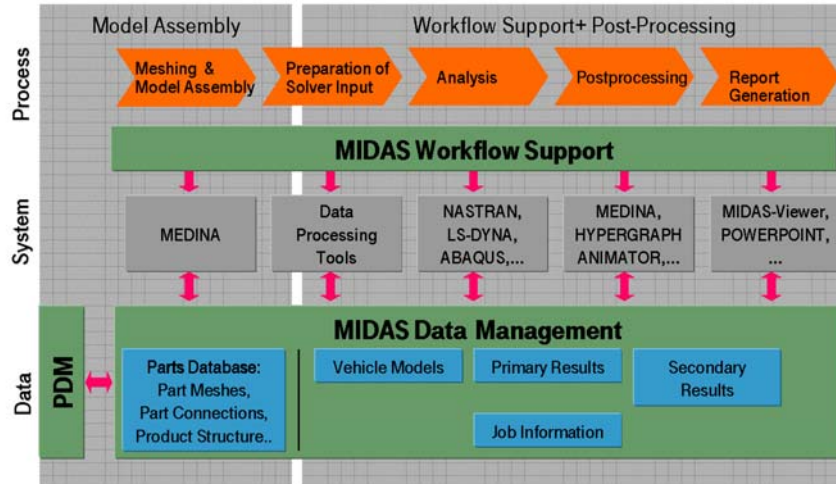 Model Assembly
Workflow Support+ Post-Processing
Process
Meshing &
Model Assembly
Preparation of
Solver Input
Analysis
Postprocessing
Report
Generation
MIDAS Workflow Support
System
MEDINA
Data
Processing
Tools
NASTRAN,
LS-DYNA,
ABAQUS,...
MEDINA,
HYPERGRAPH
ANIMATOR,...
MIDAS-Viewer,
POWERPOINT,
...
Data
PDM
MIDAS Data Management
Parts Database:
Part Meshes,
Part Connections,
Product Structure..
Vehicle Models
Primary Results
Secondary
Results
Job Information